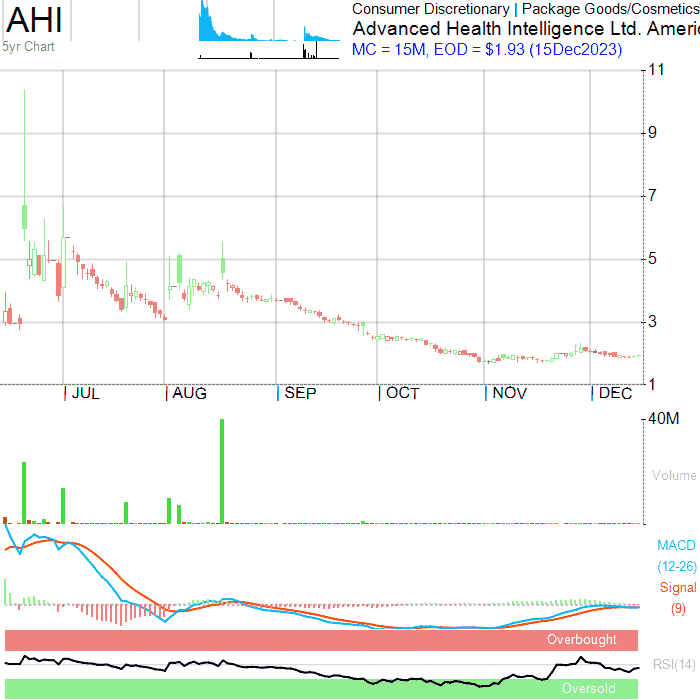 AHI
5yr Chart
Consumer Discretionary | Package Goods/Cosmetics
Advanced Health Intelligence Ltd. Americ
MC = 15M, EOD = $1.93 (15Dec2023)
11
9
7
5
3
1
JUL
AUG
SEP
OCT
NOV
DEC
40M
Volume
MACD
(12-26)
Signal
(9)
Overbought
RSI(14)
Oversold